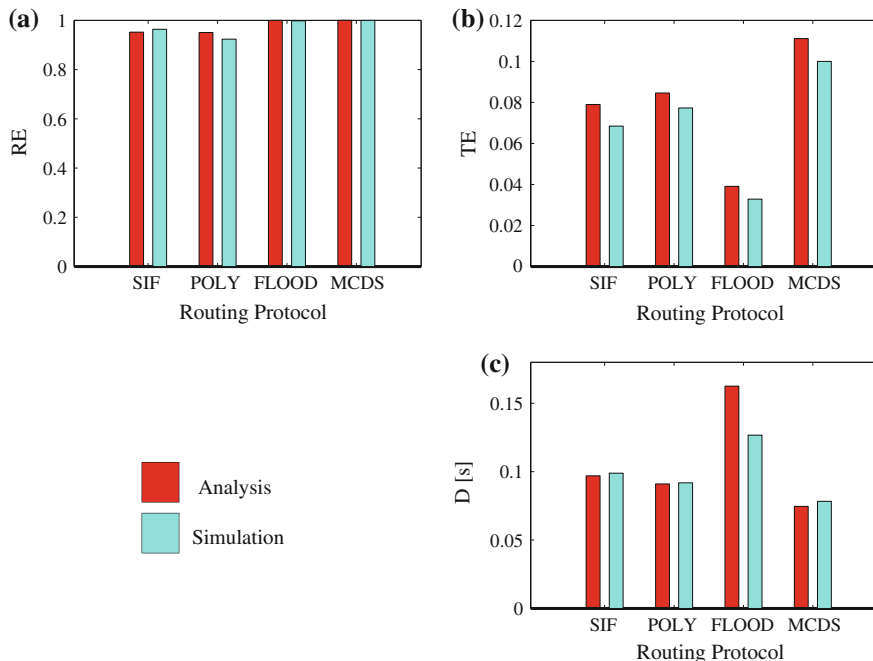 (a)
1
0.8
0.6
0.4
0.2
0
RE
SIF POLY FLOOD MCDS
Routing Protocol
(b)
0.12
0.1
0.08
0.06
0.04
0.02
0
TE
SIF POLY FLOOD MCDS
Routing Protocol
Analysis
Simulation
(c)
0.15
0.1
0.05
0
D [s]
SIF POLY FLOOD MCDS
Routing Protocol